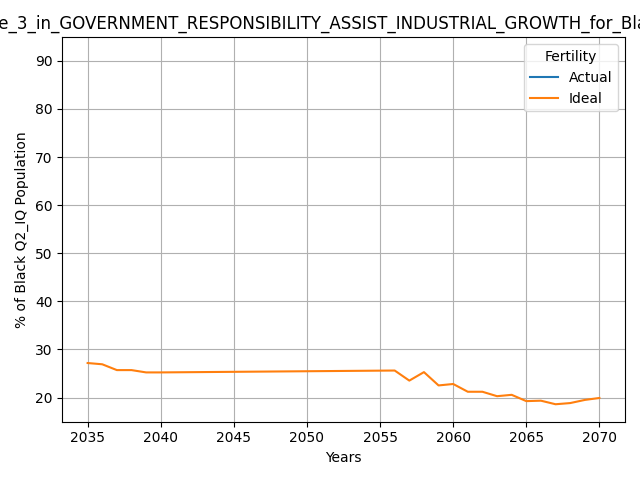 e_3_in_GOVERNMENT_RESPONSIBILITY_ASSIST_INDUSTRIAL_GROWTH_for_Bla
Fertility
Actual
Ideal
% of Black Q2_IQ Population
90
80
70
60
50
40
30
20
2035 2040 2045 2050 2055 2060 2065 2070
Years